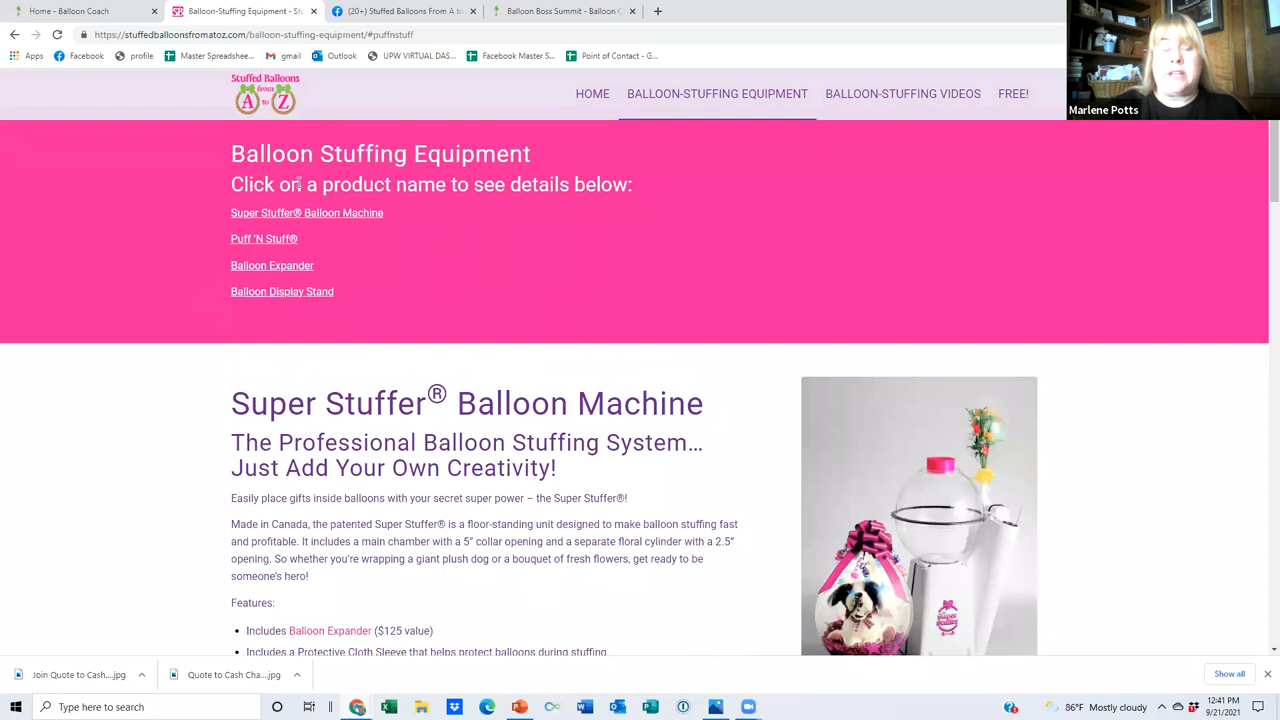 Home - Balloon Coach
Balloon-Stuffing Equipment - St
(20+) Stuffed Balloons From A to
Balloon Boss Summit - Balloon C
https://stuffedballoonsfromatoz.com/balloon-stuffing-equipment/#puffnstuff
Apps
Facebook
profile
Master Spreadshee...
gmail
Outlook
UPW VIRTUAL DAS...
Facebook Master S...
Point of Contact - G...
Stuffed Balloons
from
A to Z
HOME
BALLOON-STUFFING EQUIPMENT
BALLOON-STUFFING VIDEOS
FREE!
Marlene Potts
Balloon Stuffing Equipment
Click on a product name to see details below:
Super Stuffer® Balloon Machine
Puff 'N Stuff®
Balloon Expander
Balloon Display Stand
Super Stuffer® Balloon Machine
The Professional Balloon Stuffing System…
Just Add Your Own Creativity!
Easily place gifts inside balloons with your secret super power – the Super Stuffer®!
Made in Canada, the patented Super Stuffer® is a floor-standing unit designed to make balloon stuffing fast
and profitable. It includes a main chamber with a 5” collar opening and a separate floral cylinder with a 2.5”
opening. So whether you’re wrapping a giant plush dog or a bouquet of fresh flowers, get ready to be
someone’s hero!
Features:
Includes Balloon Expander ($125 value)
Includes a Protective Cloth Sleeve that helps protect balloons during stuffing
Super Stuffer
Join Quote to Cash....jpg
Quote to Cash Cha....jpg
Show all
Type here to search
86°F Mostly cloudy
12:41 PM
9/21/2021